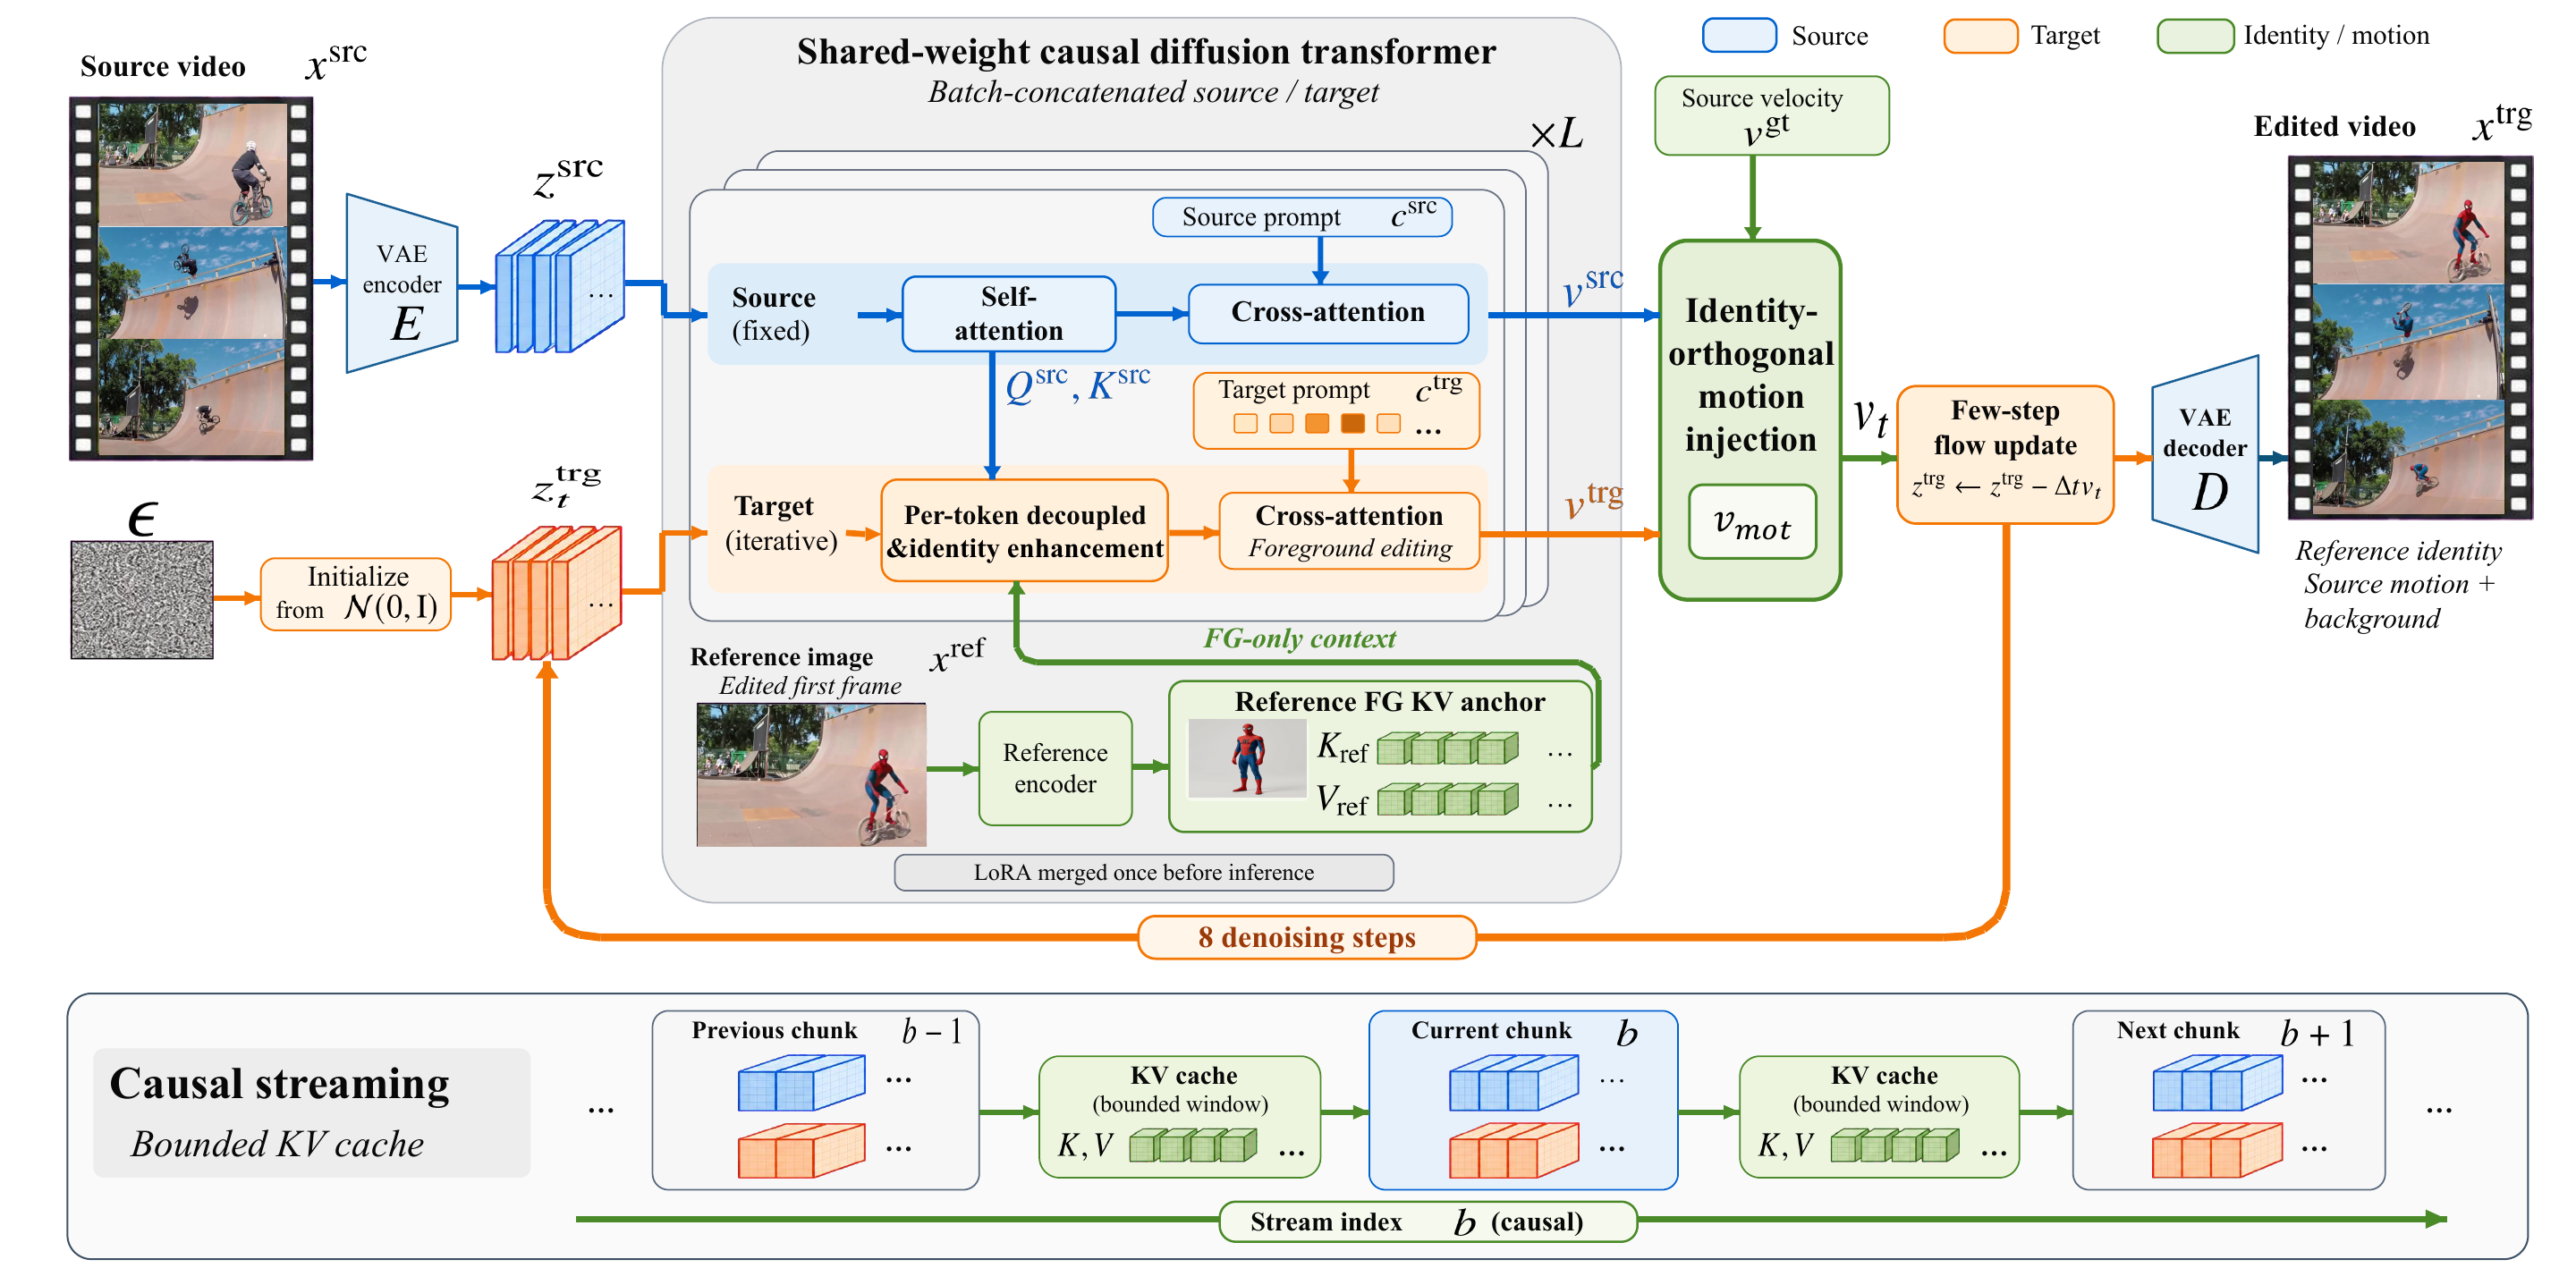 Source video x^src
VAE
encoder
E
z^src
ϵ
Initialize
from 𝒩(0, I)
z_t^trg
Shared-weight causal diffusion transformer
Batch-concatenated source / target
×L
Source prompt c^src
Source
(fixed)
Self-
attention
Cross-attention
Q^src, K^src
Target prompt c^trg
...
Target
(iterative)
Per-token decoupled
&identity enhancement
Cross-attention
Foreground editing
FG-only context
Reference image x^ref
Edited first frame
Reference
encoder
Reference FG KV anchor
K_ref ...
V_ref ...
LoRA merged once before inference
8 denoising steps
Source
Target
Identity / motion
Source velocity
v^gt
v^src
v^trg
Identity-
orthogonal
motion
injection
v_mot
v_t
Few-step
flow update
z^trg ← z^trg − Δtv_t
VAE
decoder
D
Edited video x^trg
Reference identity
Source motion +
background
Causal streaming
Bounded KV cache
...
Previous chunk b − 1
...
...
KV cache
(bounded window)
K, V ...
Current chunk b
...
...
KV cache
(bounded window)
K, V ...
Next chunk b + 1
...
...
...
Stream index b (causal)